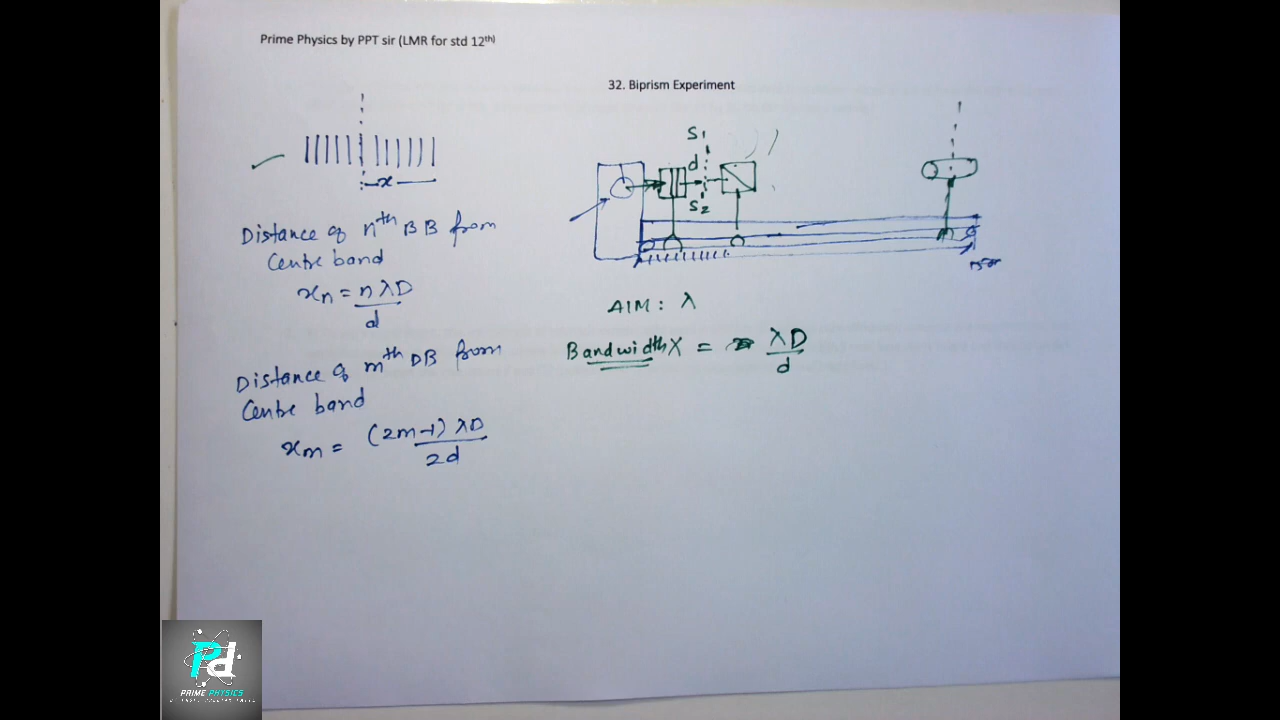 Prime Physics by PPT sir (LMR for std 12th)
32. Biprism Experiment
x
Distance of nth BB from
Centre band
xn = nλD
d
Distance of mth DB from
Centre band
xm = (2m-1) λD
2d
S1
d
S2
AIM: λ
Bandwidth X = λD
d
Pd
PRIME PHYSICS